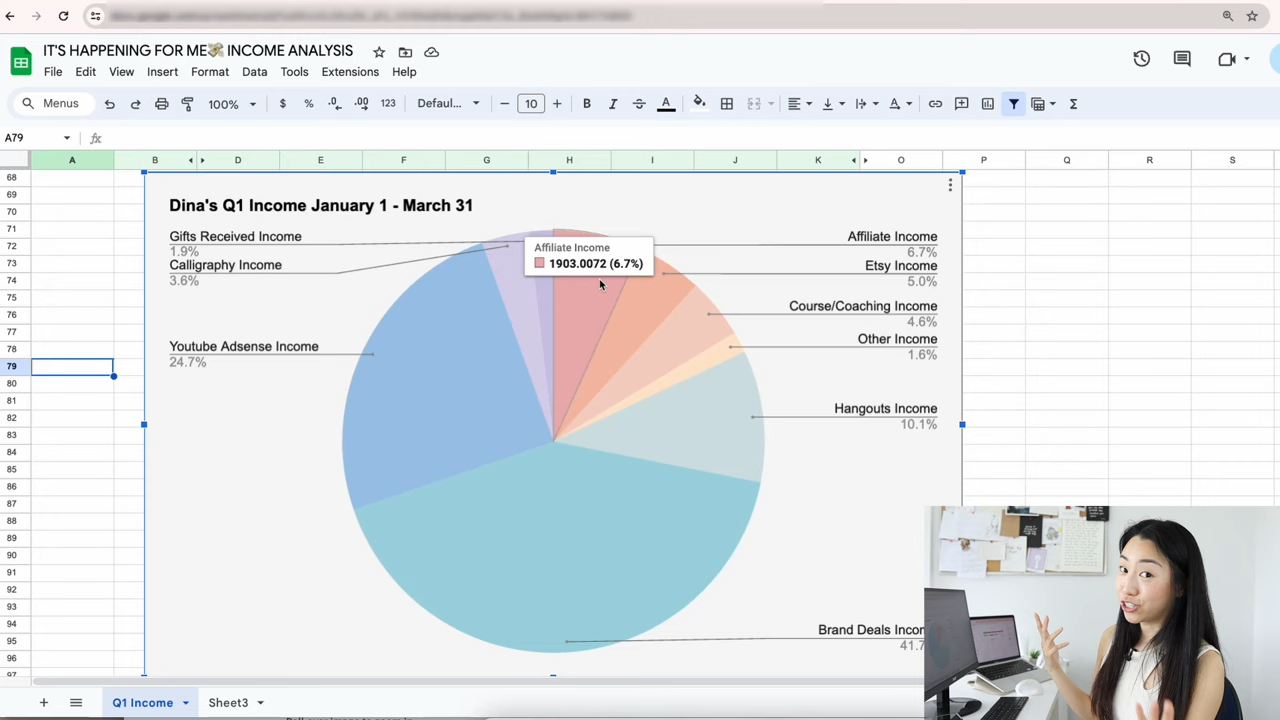 IT'S HAPPENING FOR ME💸 INCOME ANALYSIS
File Edit View Insert Format Data Tools Extensions Help
Menus 100% $ % .0 .00 123 Defaul... 10 B I A
A79 fx
A B D E F G H I J K O P Q R S
68
69
70
71
72
73
74
75
76
77
78
79
80
81
82
83
84
85
86
87
88
89
90
91
92
93
94
95
96
97
Dina's Q1 Income January 1 - March 31
Gifts Received Income
1.9%
Calligraphy Income
3.6%
Youtube Adsense Income
24.7%
Affiliate Income
1903.0072 (6.7%)
Affiliate Income
6.7%
Etsy Income
5.0%
Course/Coaching Income
4.6%
Other Income
1.6%
Hangouts Income
10.1%
Brand Deals Incom
41.7
Q1 Income Sheet3